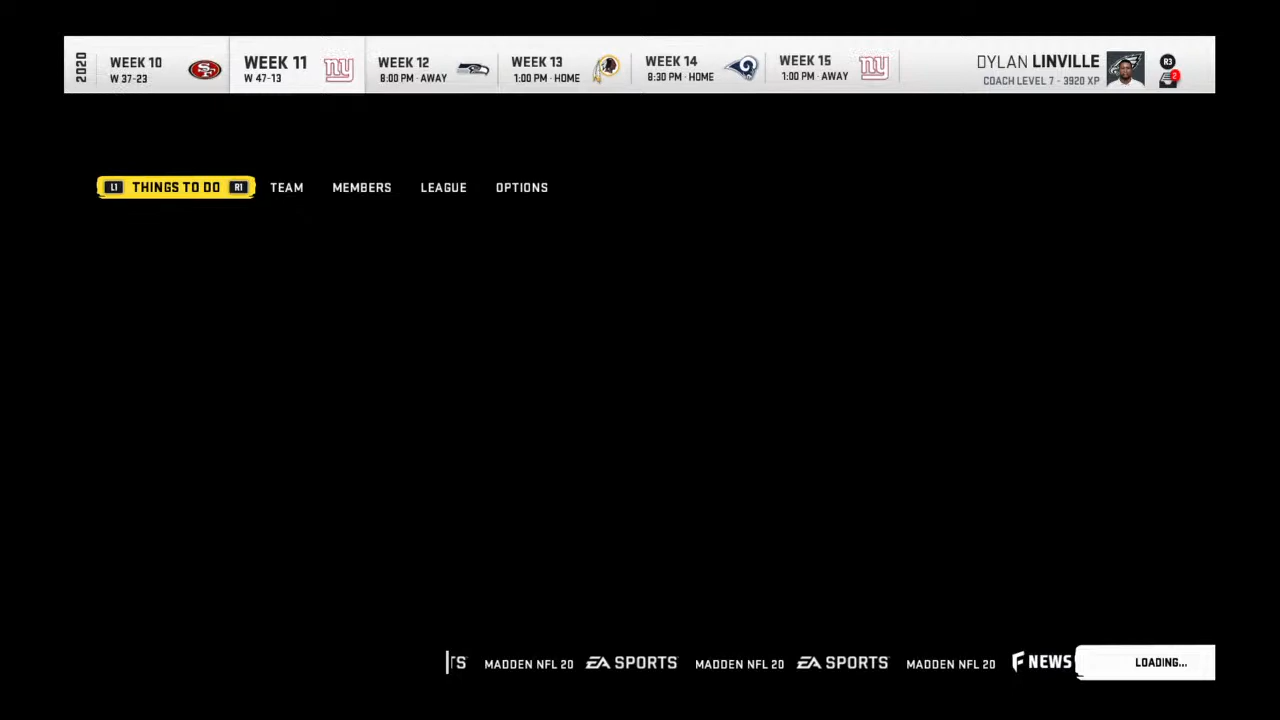 2020
WEEK 10
W 37-23
WEEK 11
W 47-13
WEEK 12
8:00 PM · AWAY
WEEK 13
1:00 PM · HOME
WEEK 14
8:30 PM · HOME
WEEK 15
1:00 PM · AWAY
DYLAN LINVILLE
COACH LEVEL 7 - 3920 XP
R3
2
L1 THINGS TO DO R1 TEAM MEMBERS LEAGUE OPTIONS
TS MADDEN NFL 20 EA SPORTS MADDEN NFL 20 EA SPORTS MADDEN NFL 20 F NEWS LOADING...